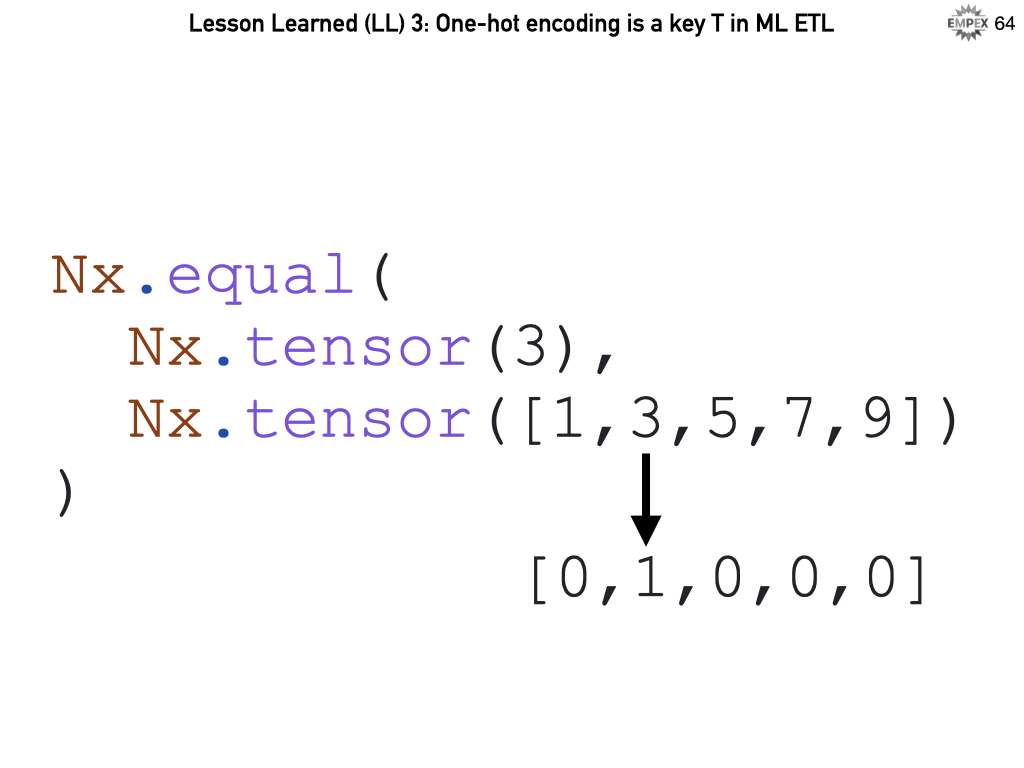 Lesson Learned (LL) 3: One-hot encoding is a key T in ML ETL
EMPEX 64
Nx.equal(
  Nx.tensor(3),
  Nx.tensor([1,3,5,7,9])
)
[0,1,0,0,0]